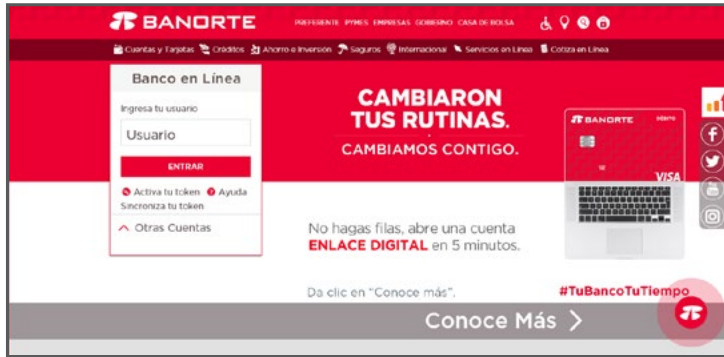 BANORTE
PREFERENTE PYMES EMPRESAS GOBIERNO CASA DE BOLSA
Cuentas y Tarjetas Créditos Ahorro e Inversión Seguros Internacional Servicios en Línea Cotiza en Línea
Banco en Línea
Ingresa tu usuario
Usuario
ENTRAR
Activa tu token Ayuda
Sincroniza tu token
Otras Cuentas
CAMBIARON
TUS RUTINAS.
CAMBIAMOS CONTIGO.
BANORTE
débito
VISA
No hagas filas, abre una cuenta
ENLACE DIGITAL en 5 minutos.
Da clic en "Conoce más".
#TuBancoTuTiempo
Conoce Más